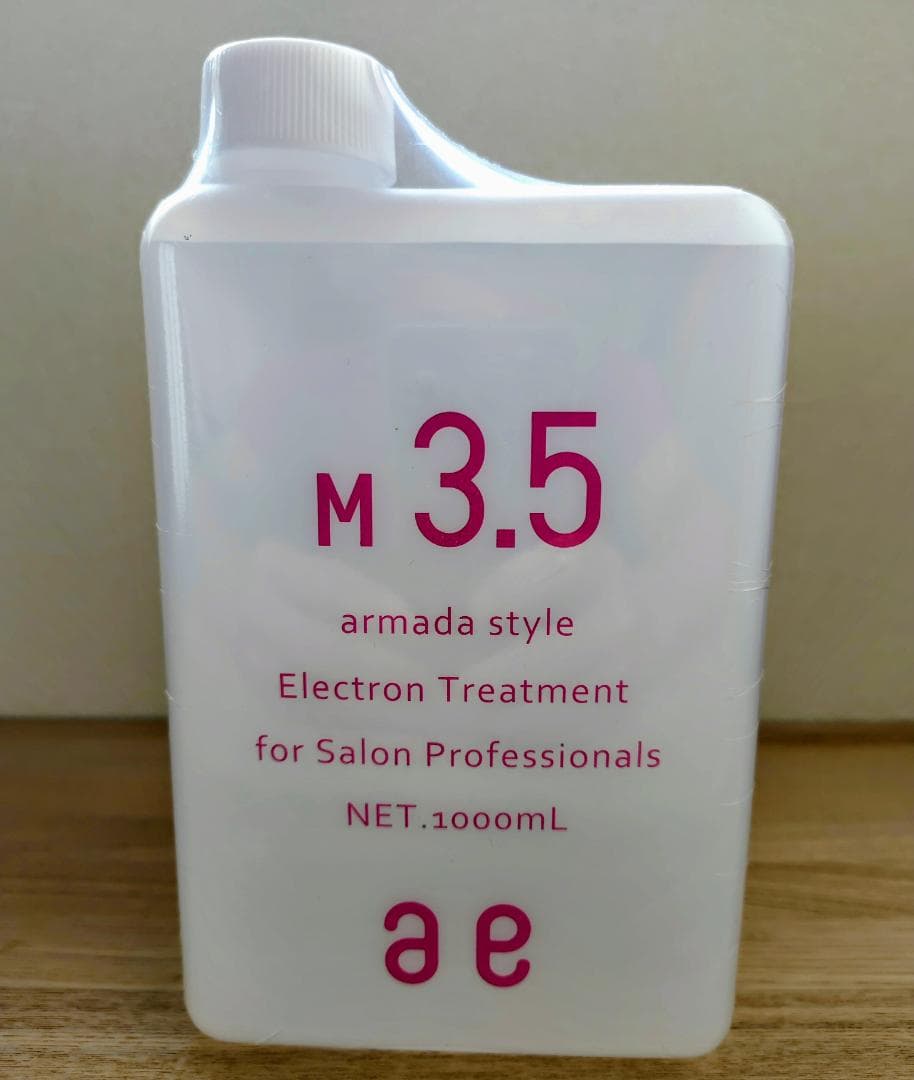 M 3.5
armada style
Electron Treatment
for Salon Professionals
NET.1000mL
ae